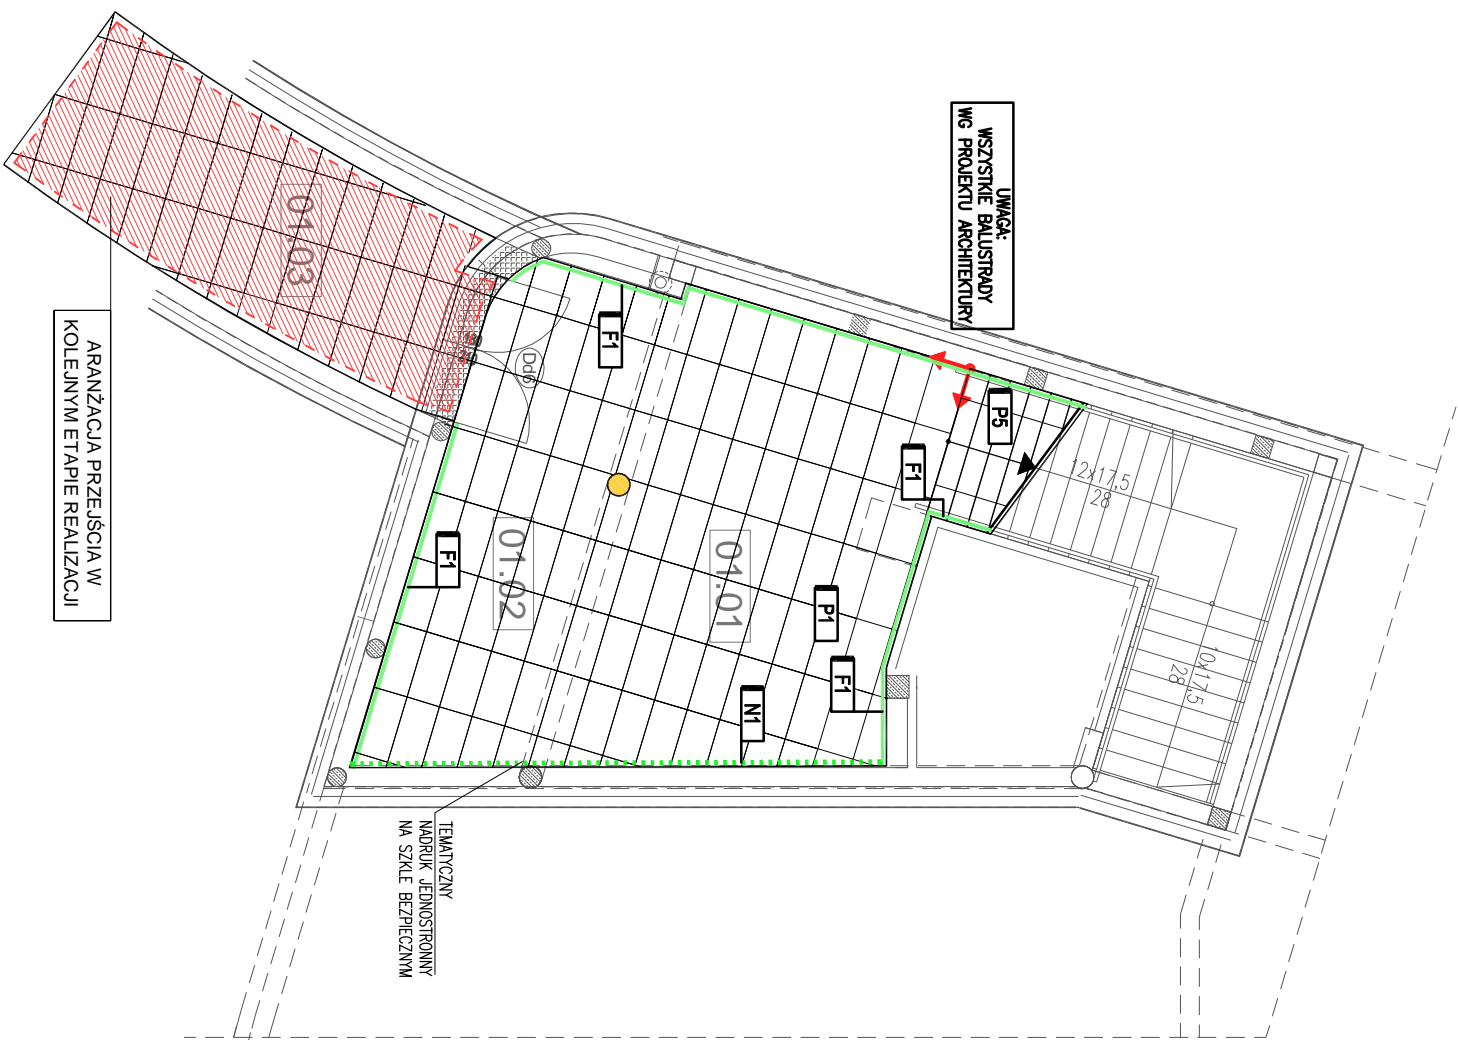 UWAGA:
WSZYSTKIE BALUSTRADY
WG PROJEKTU ARCHITEKTURY
01.03
ARANŻACJA PRZEJŚCIA W
KOLEJNYM ETAPIE REALIZACJI
F1
Dd6
P5
F1
12x17,5
28
10x17,5
28
F1
01.02
01.01
P1
F1
N1
TEMATYCZNY
NADRUK JEDNOSTRONNY
NA SZKLE BEZPIECZNYM